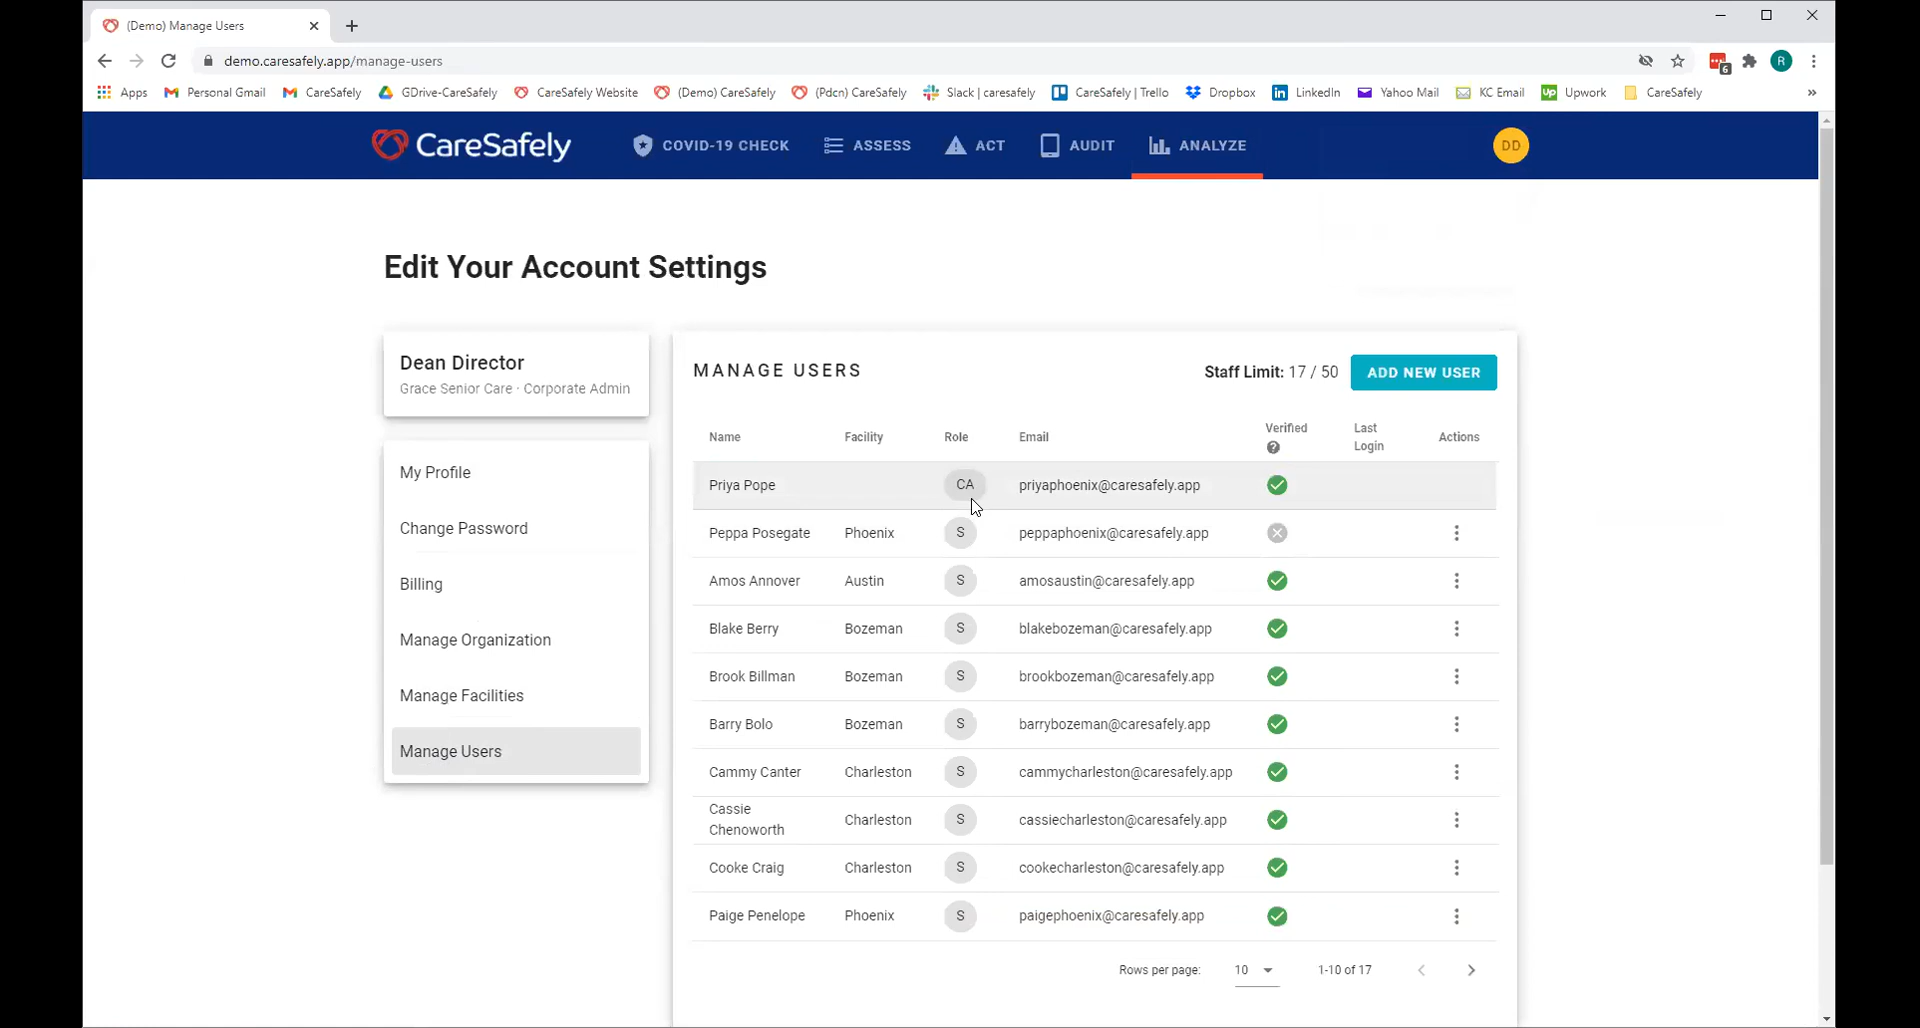 (Demo) Manage Users
demo.caresafely.app/manage-users
6
R
Apps Personal Gmail CareSafely GDrive-CareSafely CareSafely Website (Demo) CareSafely (Pdcn) CareSafely Slack | caresafely CareSafely | Trello Dropbox LinkedIn Yahoo Mail KC Email Upwork CareSafely »
CareSafely COVID-19 CHECK ASSESS ACT AUDIT ANALYZE DD
Edit Your Account Settings
Dean Director
Grace Senior Care · Corporate Admin
My Profile
Change Password
Billing
Manage Organization
Manage Facilities
Manage Users
MANAGE USERS Staff Limit: 17 / 50 ADD NEW USER
Name Facility Role Email Verified ? Last Login Actions
Priya Pope CA priyaphoenix@caresafely.app
Peppa Posegate Phoenix S peppaphoenix@caresafely.app
Amos Annover Austin S amosaustin@caresafely.app
Blake Berry Bozeman S blakebozeman@caresafely.app
Brook Billman Bozeman S brookbozeman@caresafely.app
Barry Bolo Bozeman S barrybozeman@caresafely.app
Cammy Canter Charleston S cammycharleston@caresafely.app
Cassie Chenoworth Charleston S cassiecharleston@caresafely.app
Cooke Craig Charleston S cookecharleston@caresafely.app
Paige Penelope Phoenix S paigephoenix@caresafely.app
Rows per page: 10 1-10 of 17